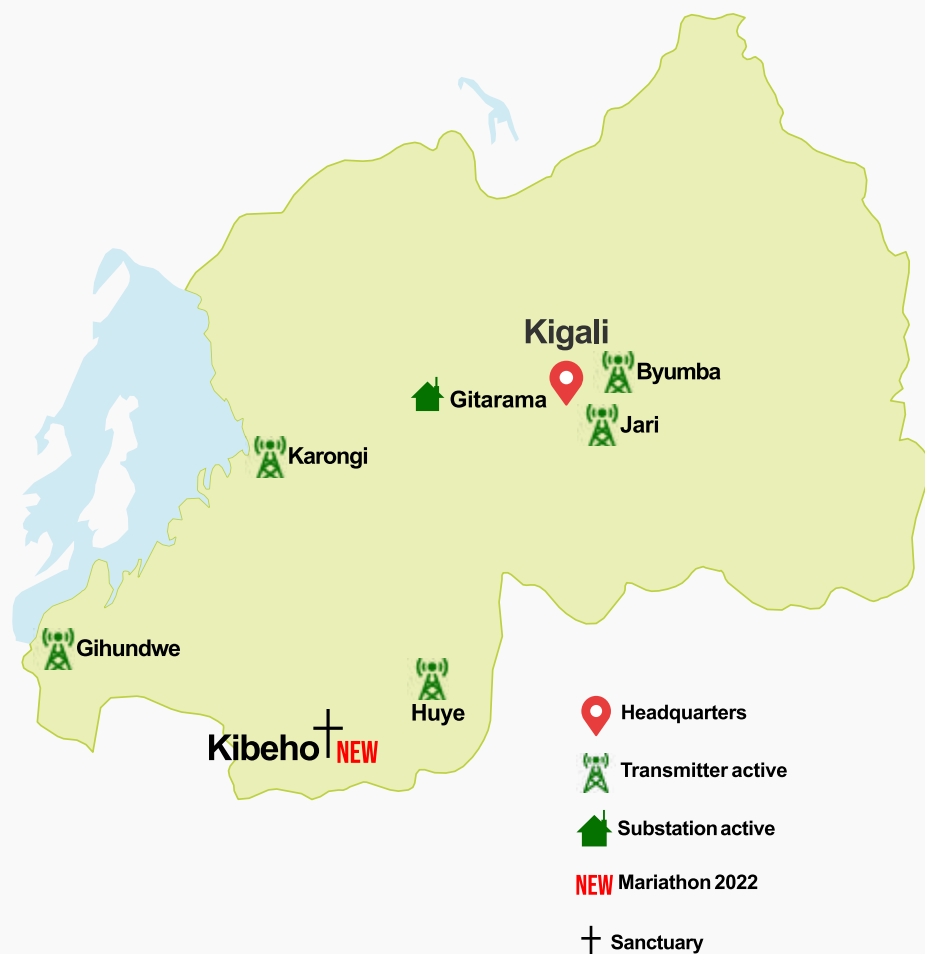 Kigali
Byumba
Gitarama
Jari
Karongi
Gihundwe
Huye
Kibeho NEW
Headquarters
Transmitter active
Substation active
NEW Mariathon 2022
Sanctuary